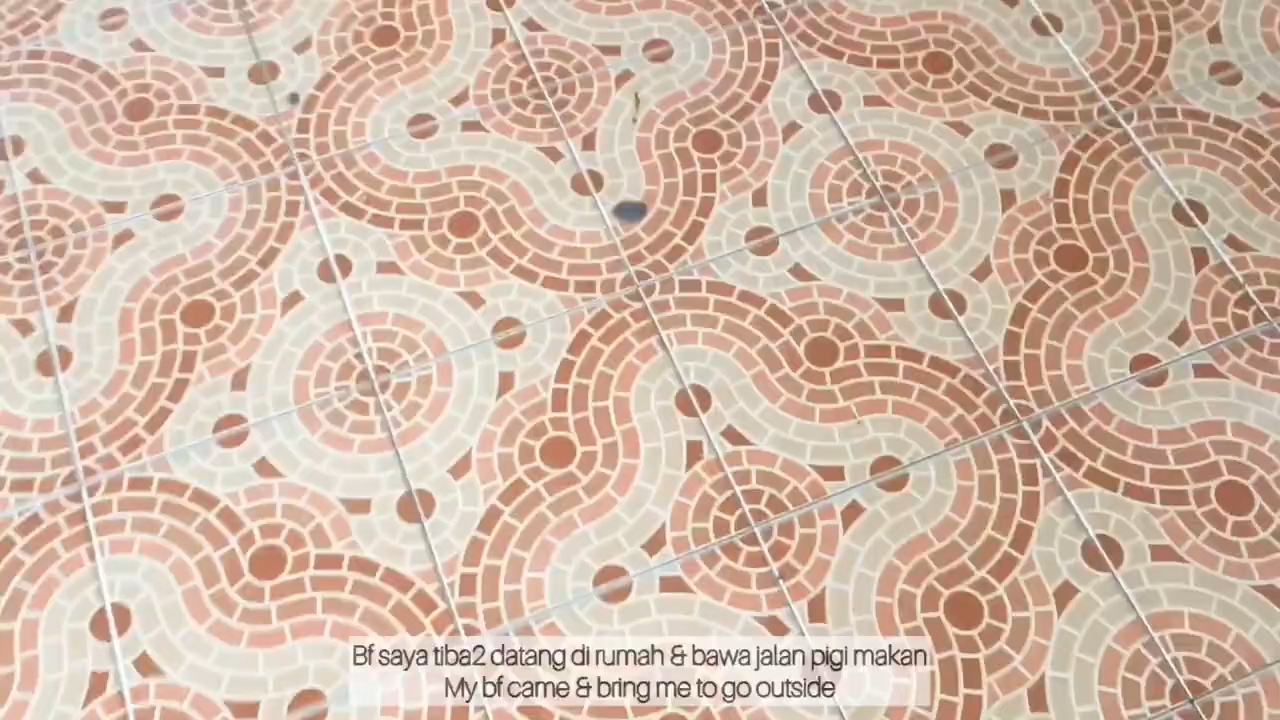 Bf saya tiba2 datang di rumah & bawa jalan pigi makan
My bf came & bring me to go outside